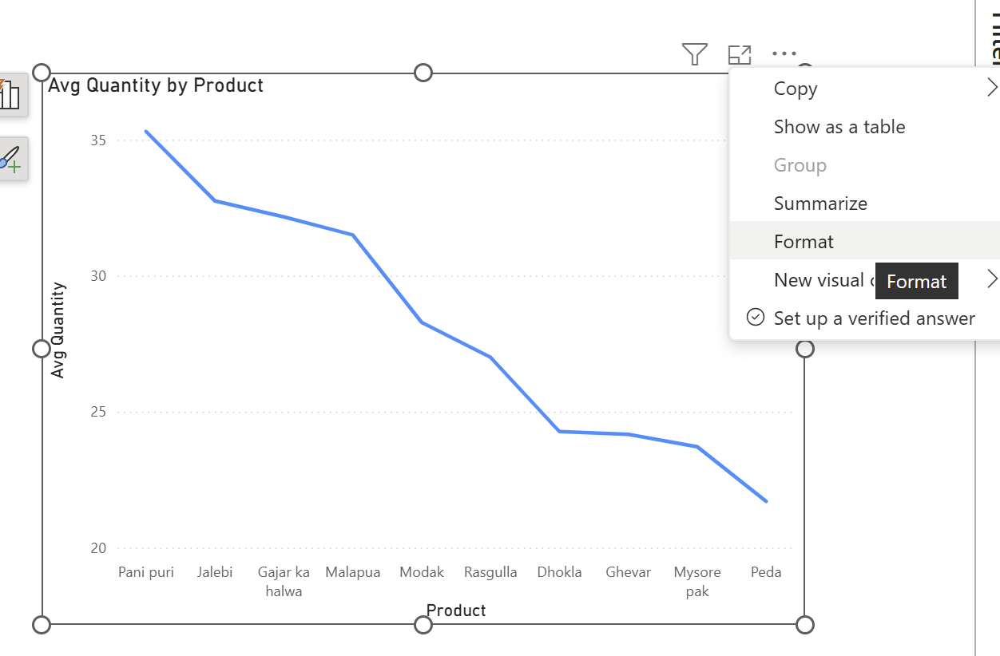 Avg Quantity by Product
35
30
25
20
Avg Quantity
Pani puri
Jalebi
Gajar ka
halwa
Malapua
Modak
Rasgulla
Dhokla
Ghevar
Mysore
pak
Peda
Product
Copy
Show as a table
Group
Summarize
Format
New visual
Format
Set up a verified answer